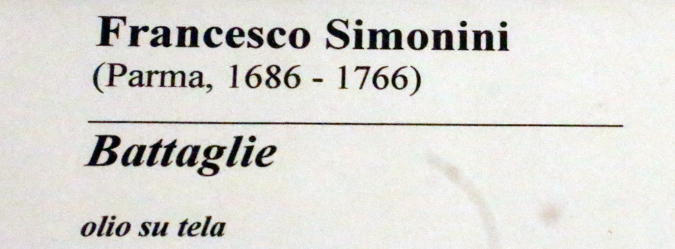 Francesco Simonini
(Parma, 1686 - 1766)
Battaglie
olio su tela